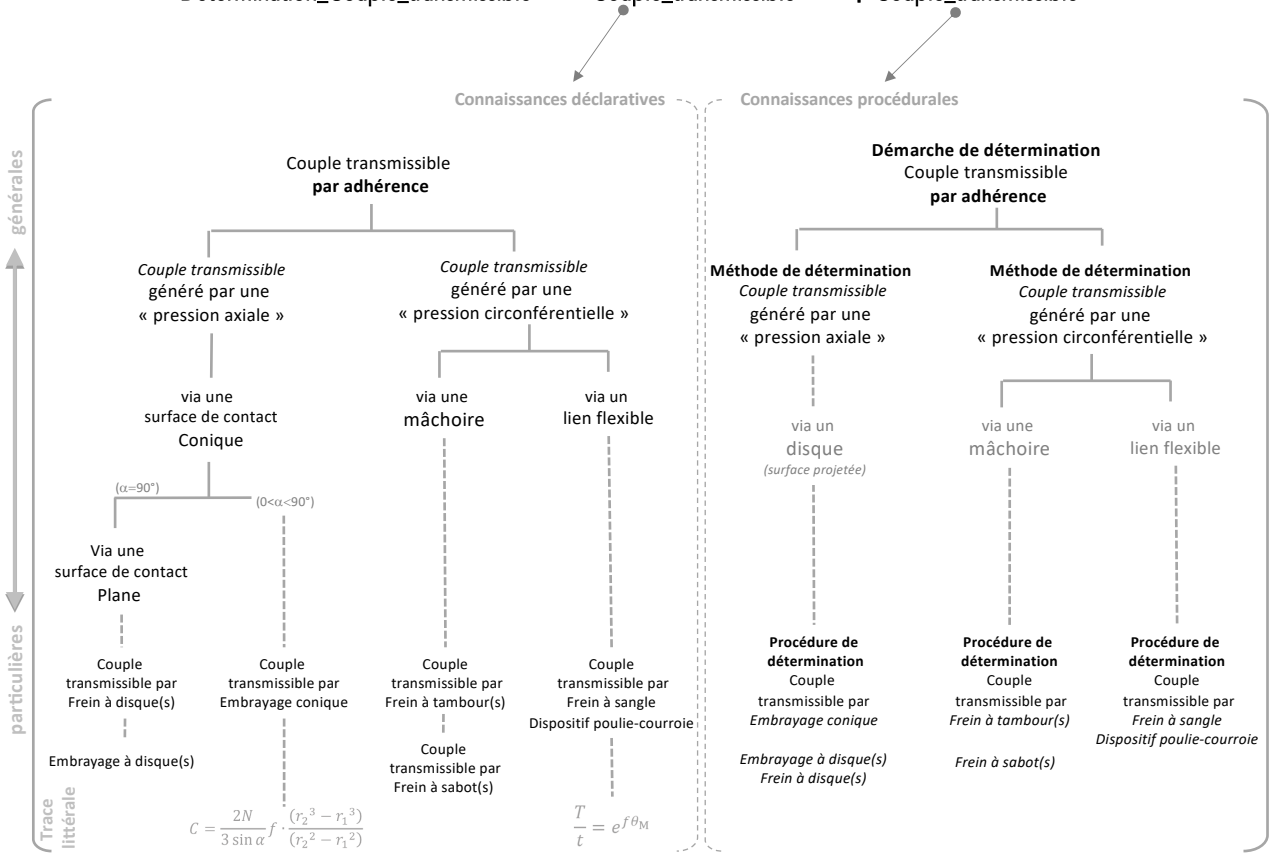 Connaissances déclaratives
Connaissances procédurales
générales
particulières
Trace
littérale
Couple transmissible
par adhérence
Couple transmissible
généré par une
« pression axiale »
Couple transmissible
généré par une
« pression circonférentielle »
via une
surface de contact
Conique
via une
mâchoire
via un
lien flexible
(α=90°)
(0<α<90°)
Via une
surface de contact
Plane
Couple
transmissible par
Frein à disque(s)
Embrayage à disque(s)
Couple
transmissible par
Embrayage conique
Couple
transmissible par
Frein à tambour(s)
Couple
transmissible par
Frein à sabot(s)
Couple
transmissible par
Frein à sangle
Dispositif poulie-courroie
C = 2N / (3 sin α) f · (r₂³ − r₁³) / (r₂² − r₁²)
T / t = e^(fθ_M)
Démarche de détermination
Couple transmissible
par adhérence
Méthode de détermination
Couple transmissible
généré par une
« pression axiale »
Méthode de détermination
Couple transmissible
généré par une
« pression circonférentielle »
via un
disque
(surface projetée)
via une
mâchoire
via un
lien flexible
Procédure de
détermination
Couple
transmissible par
Embrayage conique
Embrayage à disque(s)
Frein à disque(s)
Procédure de
détermination
Couple
transmissible par
Frein à tambour(s)
Frein à sabot(s)
Procédure de
détermination
Couple
transmissible par
Frein à sangle
Dispositif poulie-courroie